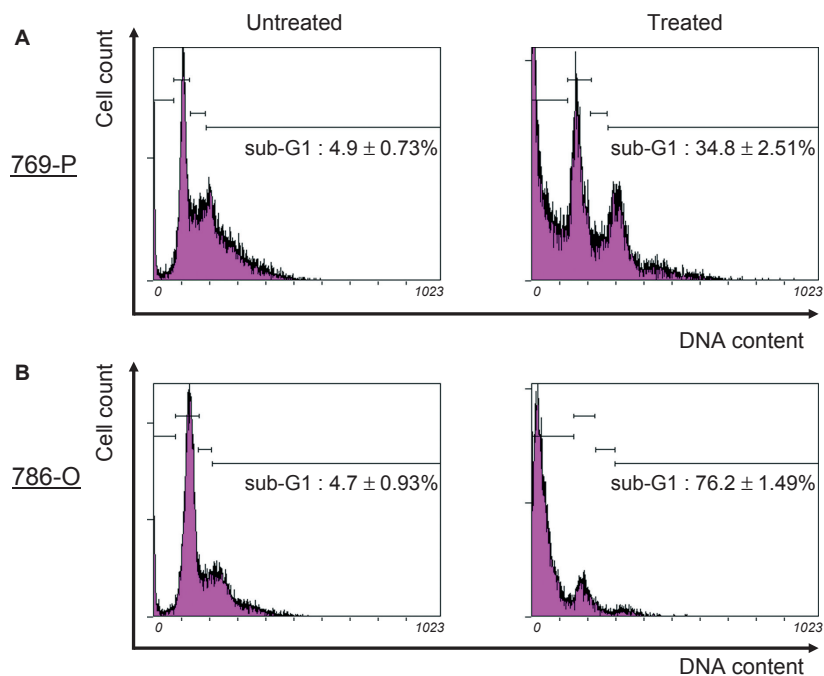 Untreated
Treated
A
Cell count
769-P
sub-G1 : 4.9 ± 0.73%
sub-G1 : 34.8 ± 2.51%
0
1023
0
1023
DNA content
B
Cell count
786-O
sub-G1 : 4.7 ± 0.93%
sub-G1 : 76.2 ± 1.49%
0
1023
0
1023
DNA content